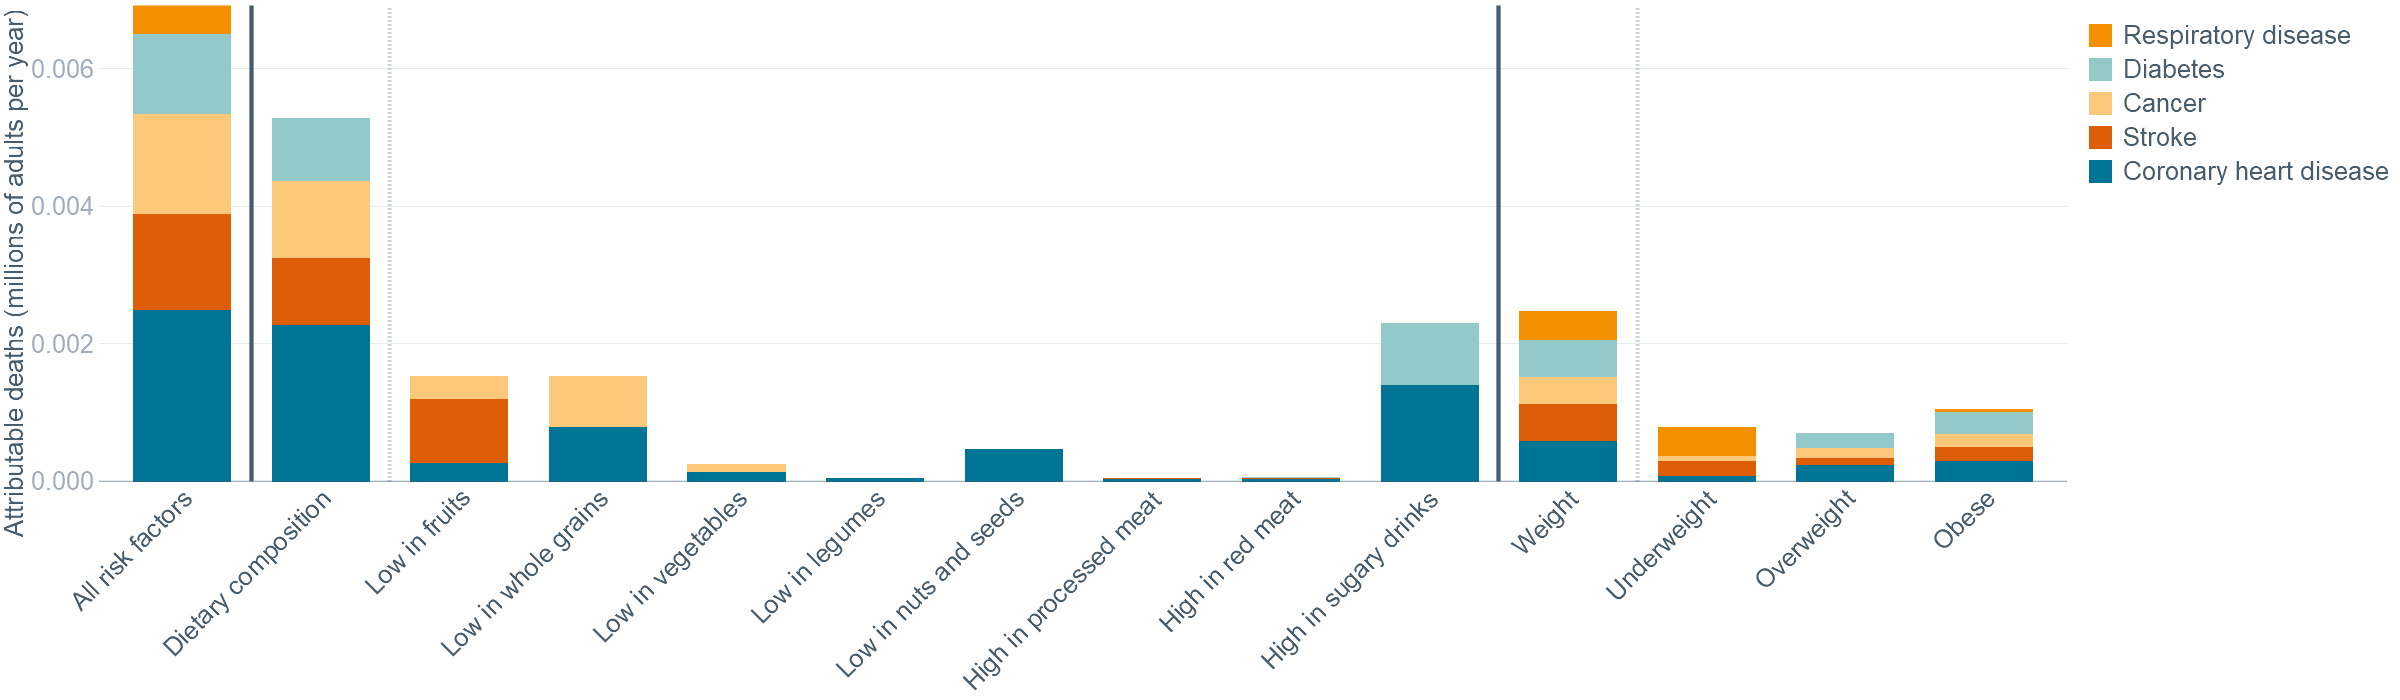 Attributable deaths (millions of adults per year)
0.006
0.004
0.002
0.000
All risk factors
Dietary composition
Low in fruits
Low in whole grains
Low in vegetables
Low in legumes
Low in nuts and seeds
High in processed meat
High in red meat
High in sugary drinks
Weight
Underweight
Overweight
Obese
Respiratory disease
Diabetes
Cancer
Stroke
Coronary heart disease